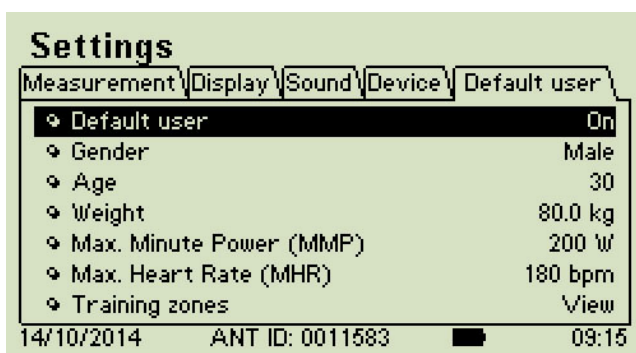 Settings
Measurement Display Sound Device Default user
Default user On
Gender Male
Age 30
Weight 80.0 kg
Max. Minute Power (MMP) 200 W
Max. Heart Rate (MHR) 180 bpm
Training zones View
14/10/2014 ANT ID: 0011583 09:15